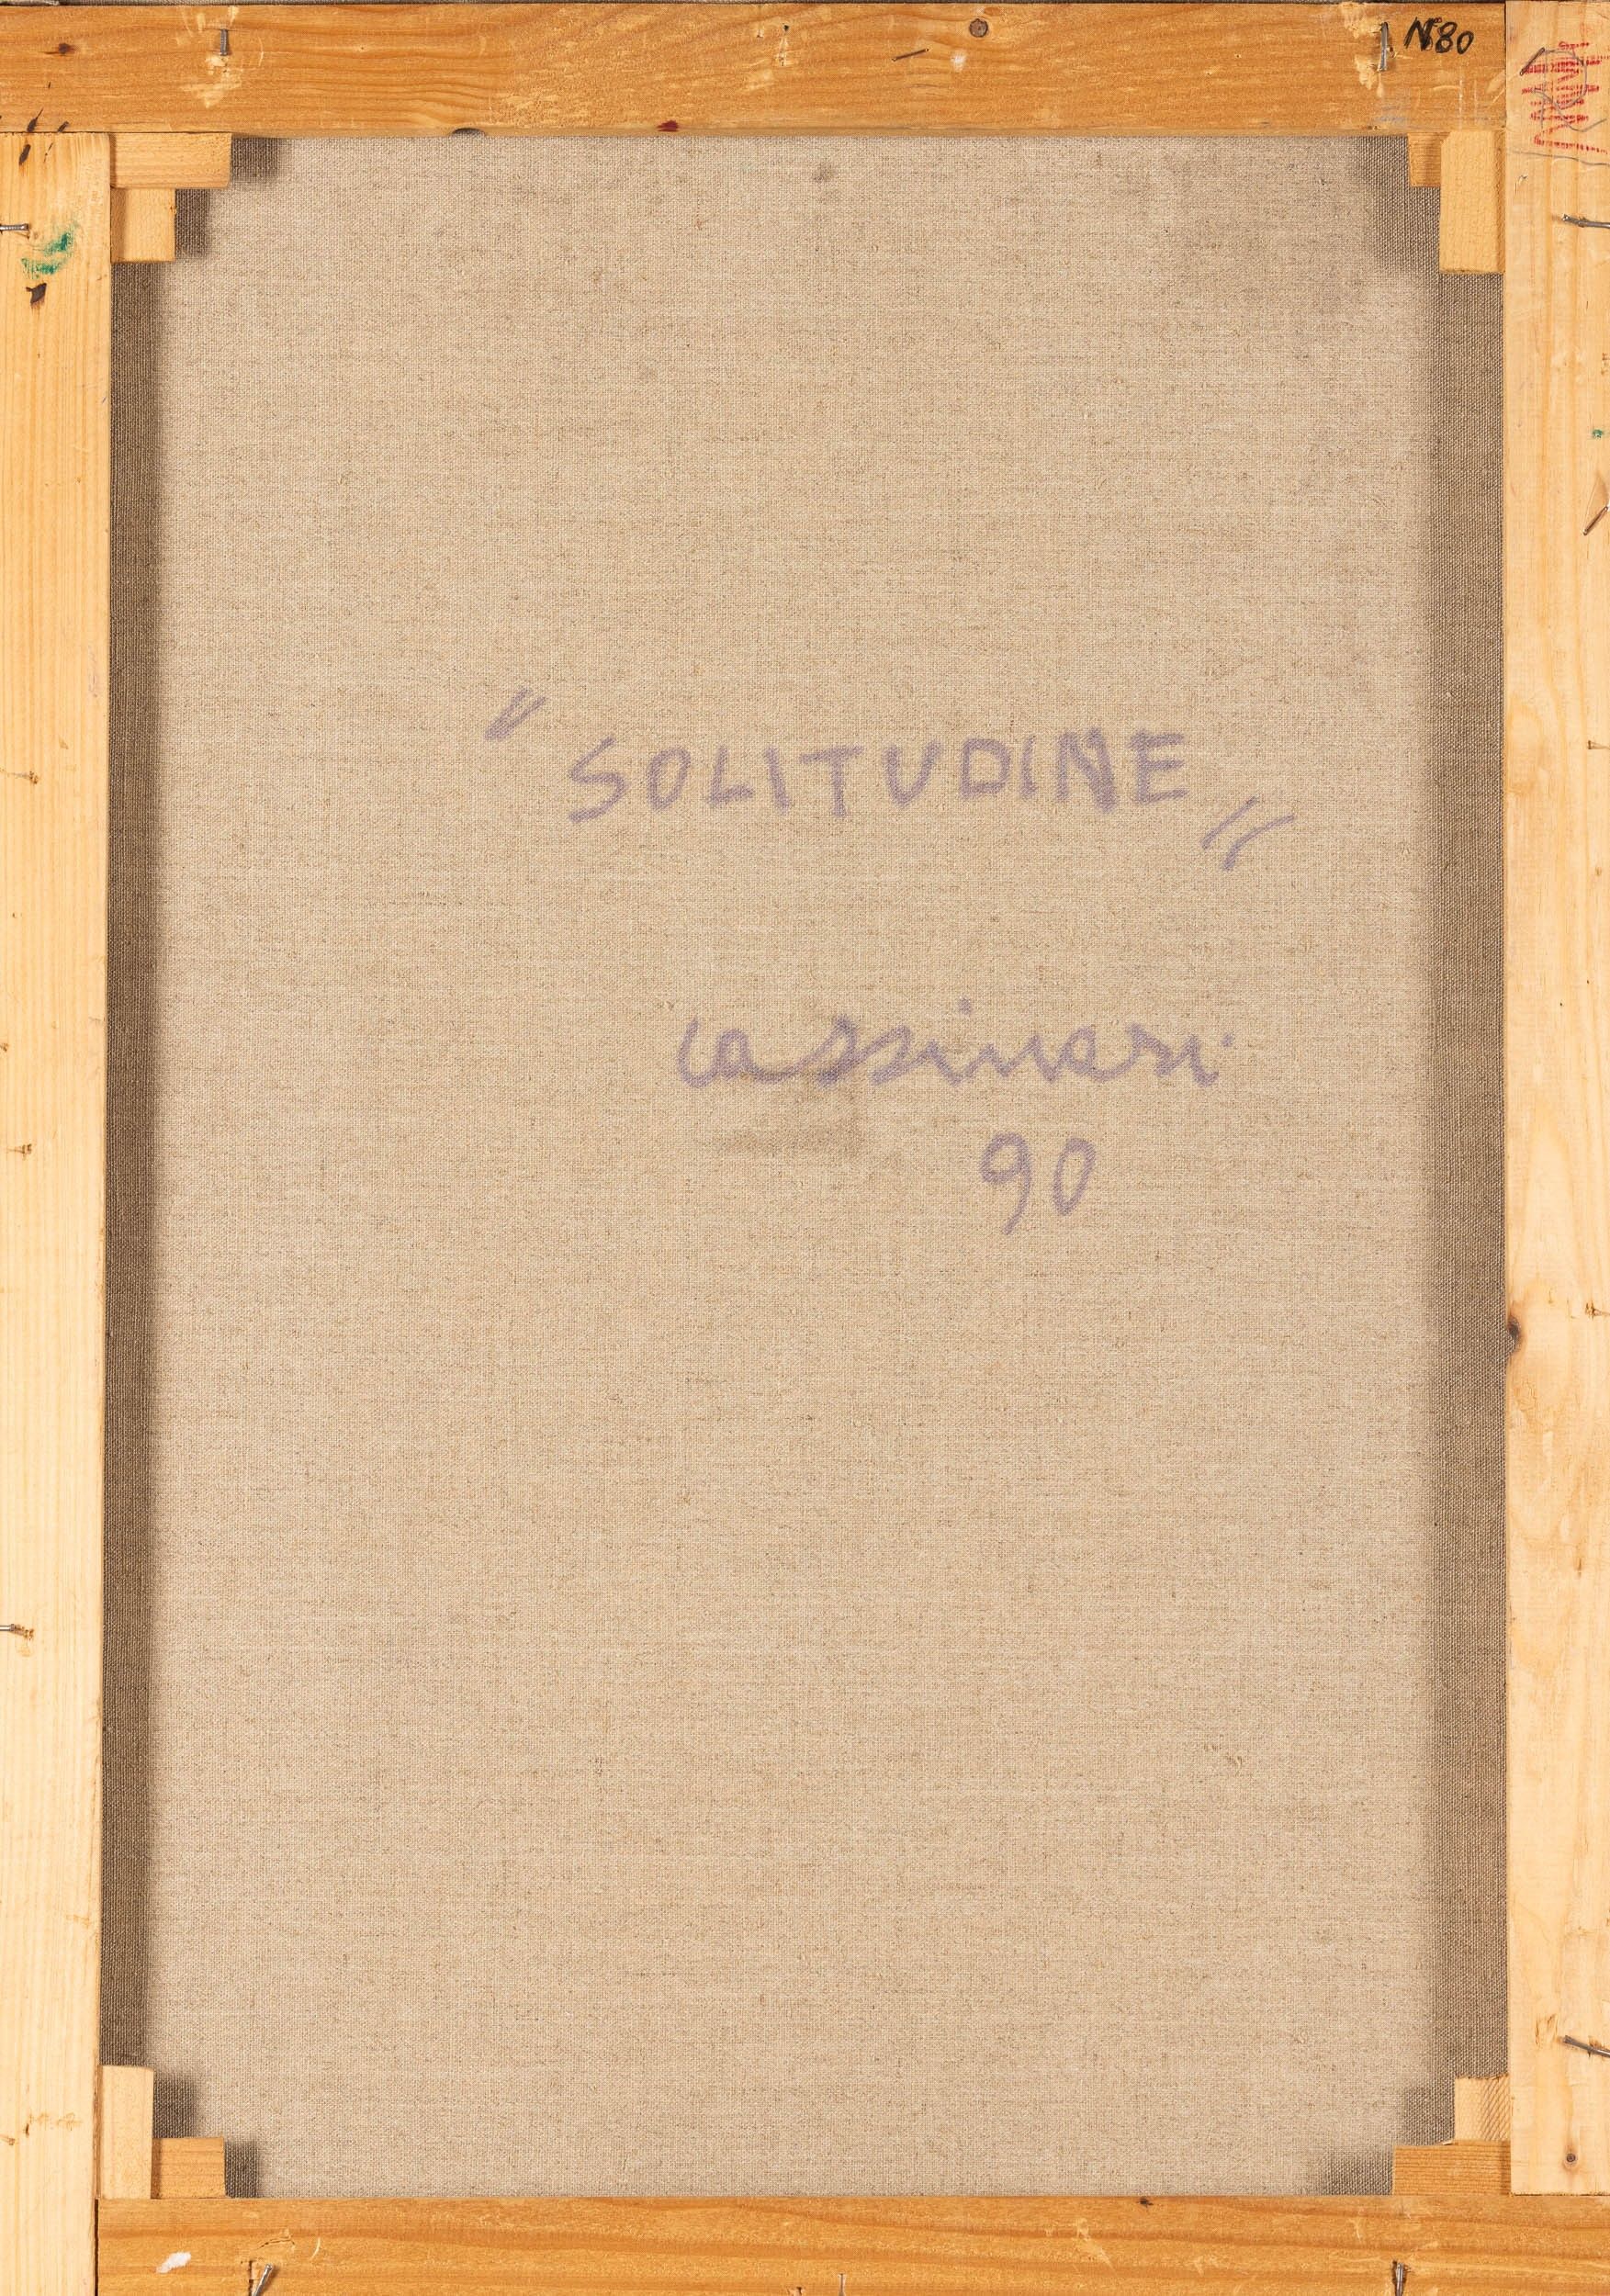 N80
"SOLITUDINE"
cassinari
90